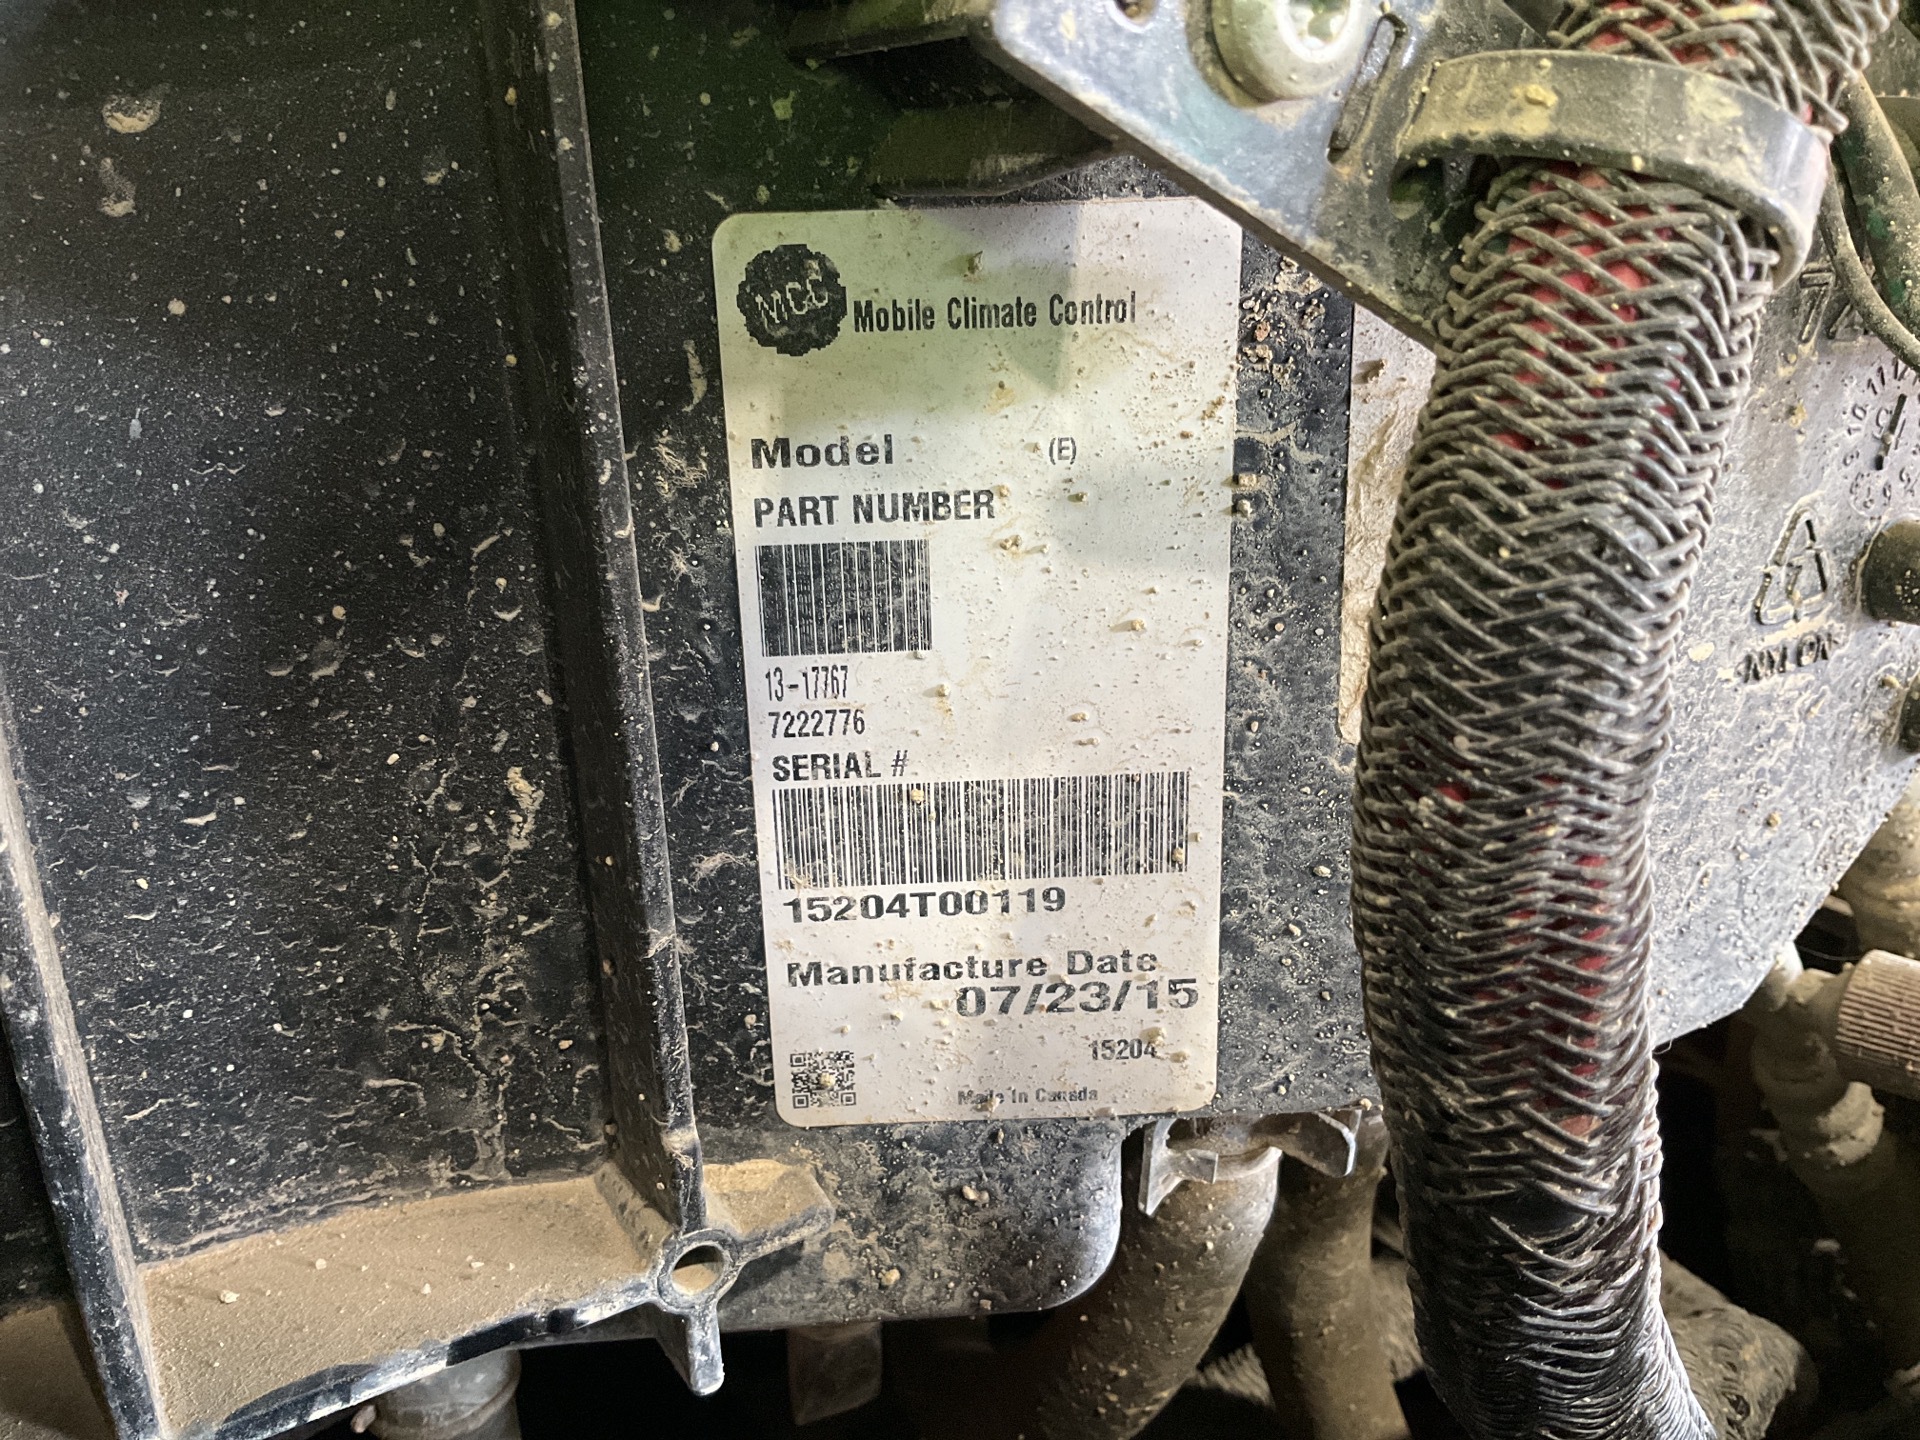 MCC
Mobile Climate Control
Model (E)
PART NUMBER
13-17767
7222776
SERIAL #
15204T00119
Manufacture Date
07/23/15
15204
Made In Canada
NYLON